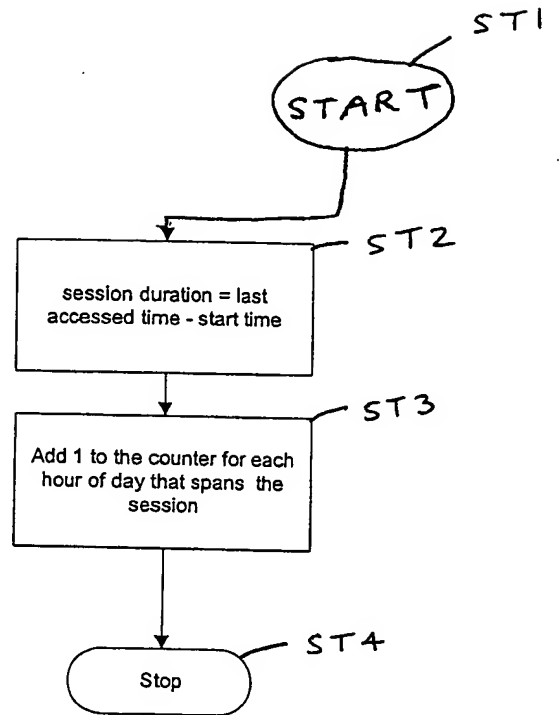 ST1
START
ST2
session duration = last
accessed time - start time
ST3
Add 1 to the counter for each
hour of day that spans the
session
ST4
Stop